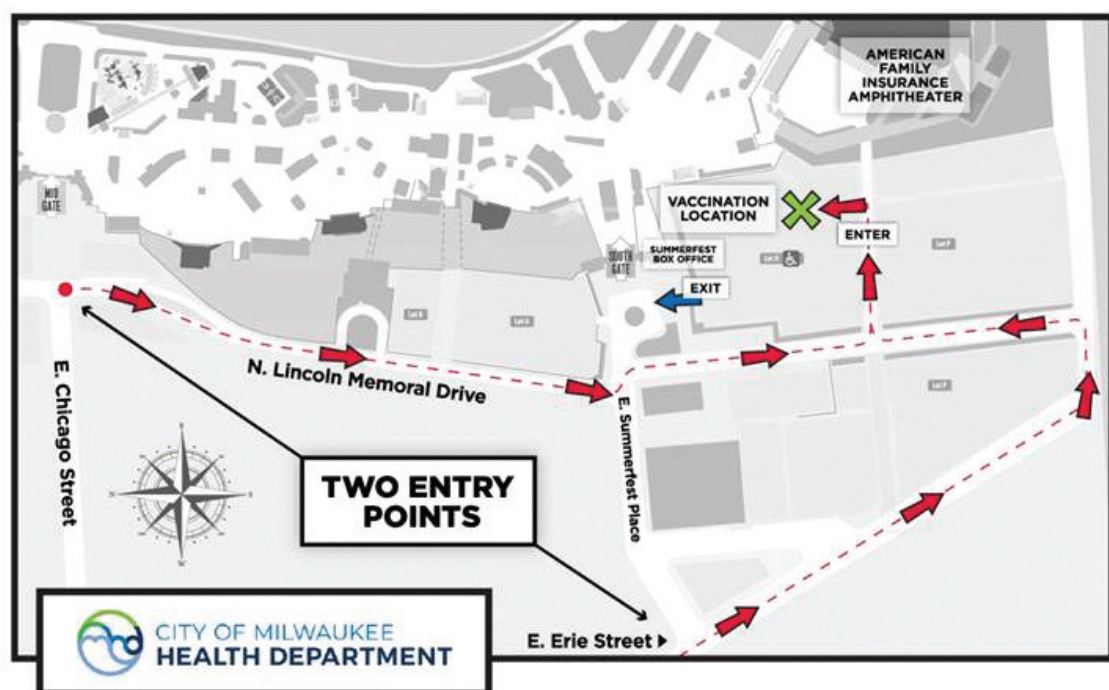 AMERICAN
FAMILY
INSURANCE
AMPHITHEATER
MID
GATE
VACCINATION
LOCATION
ENTER
SOUTH
GATE
SUMMERFEST
BOX OFFICE
EXIT
Lot P
N. Lincoln Memoral Drive
E. Chicago Street
E. Summerfest Place
TWO ENTRY
POINTS
E. Erie Street
CITY OF MILWAUKEE
HEALTH DEPARTMENT